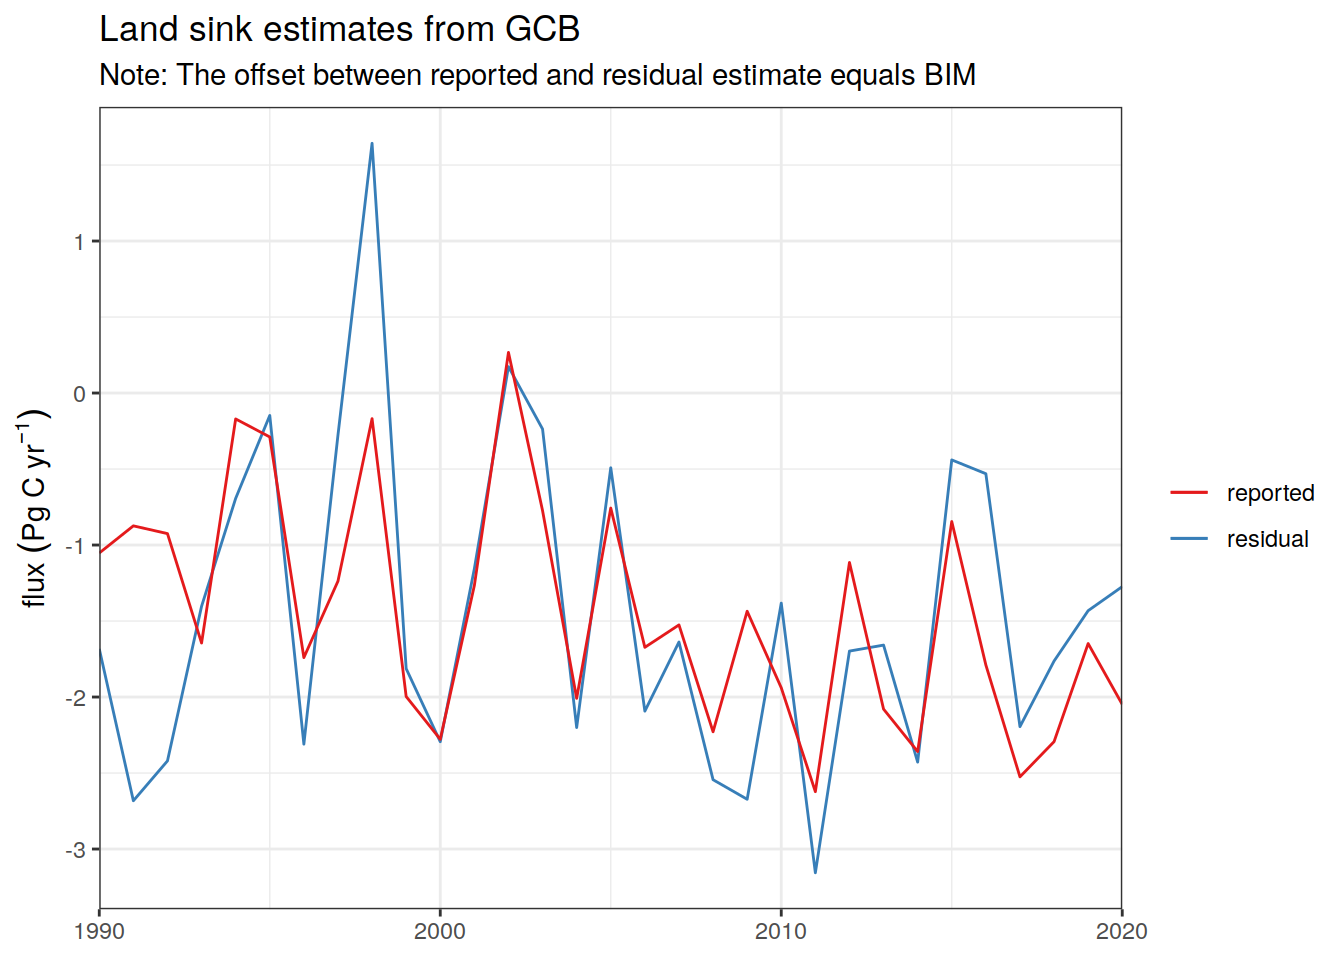 Land sink estimates from GCB
Note: The offset between reported and residual estimate equals BIM
flux (Pg C yr⁻¹)
1
0
-1
-2
-3
1990 2000 2010 2020
reported
residual